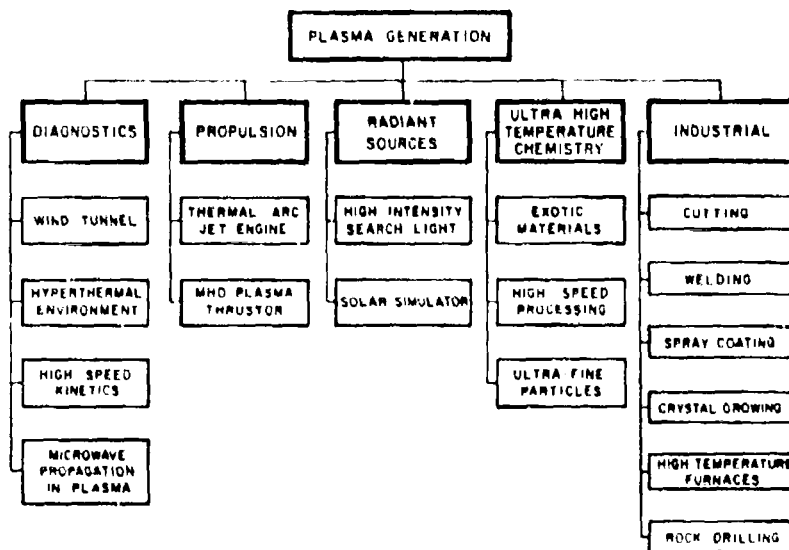 PLASMA GENERATION
DIAGNOSTICS
PROPULSION
RADIANT
SOURCES
ULTRA HIGH
TEMPERATURE
CHEMISTRY
INDUSTRIAL
WIND TUNNEL
HYPERTHERMAL
ENVIRONMENT
HIGH SPEED
KINETICS
MICROWAVE
PROPAGATION
IN PLASMA
THERMAL ARC
JET ENGINE
MHD PLASMA
THRUSTOR
HIGH INTENSITY
SEARCH LIGHT
SOLAR SIMULATOR
EXOTIC
MATERIALS
HIGH SPEED
PROCESSING
ULTRA-FINE
PARTICLES
CUTTING
WELDING
SPRAY COATING
CRYSTAL GROWING
HIGH TEMPERATURE
FURNACES
ROCK DRILLING